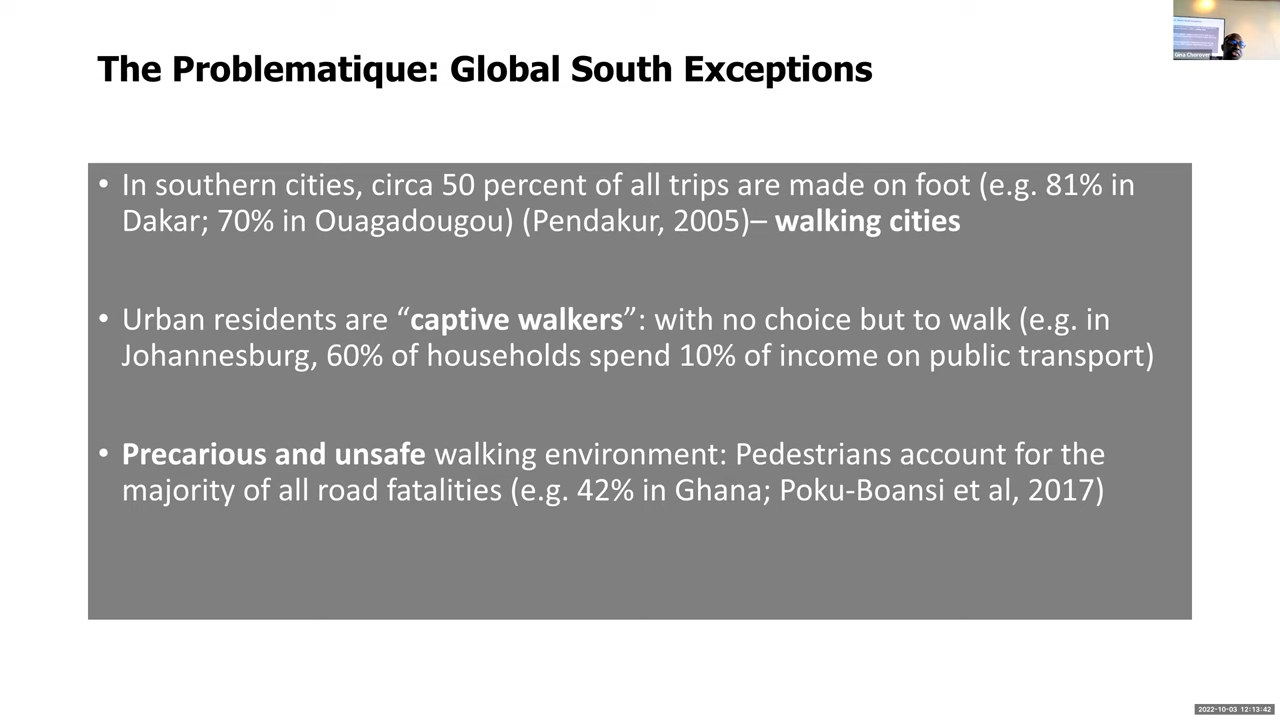 The Problematique: Global South Exceptions
• In southern cities, circa 50 percent of all trips are made on foot (e.g. 81% in
Dakar; 70% in Ouagadougou) (Pendakur, 2005)– walking cities
• Urban residents are “captive walkers”: with no choice but to walk (e.g. in
Johannesburg, 60% of households spend 10% of income on public transport)
• Precarious and unsafe walking environment: Pedestrians account for the
majority of all road fatalities (e.g. 42% in Ghana; Poku-Boansi et al, 2017)
2022-10-03 12:13:42